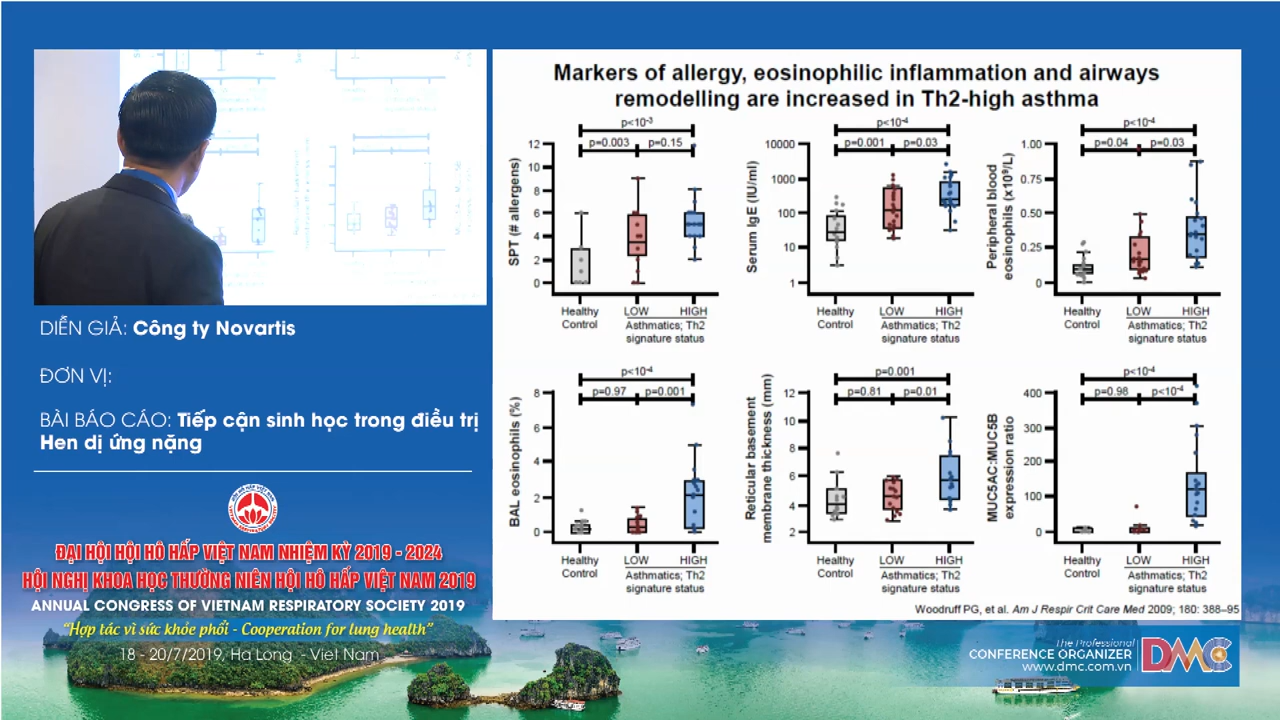 Markers of allergy, eosinophilic inflammation and airways
remodelling are increased in Th2-high asthma
p<10-3
p=0.003 p=0.15
SPT (# allergens)
12
10
8
6
4
2
0
Healthy
Control
LOW HIGH
Asthmatics; Th2
signature status
p<10-4
p=0.001 p=0.03
Serum IgE (IU/ml)
10000
1000
100
10
1
Healthy
Control
LOW HIGH
Asthmatics; Th2
signature status
p<10-4
p=0.04 p=0.03
Peripheral blood
eosinophils (x10⁹/L)
1.00
0.75
0.50
0.25
0
Healthy
Control
LOW HIGH
Asthmatics; Th2
signature status
p<10-4
p=0.97 p=0.001
BAL eosinophils (%)
8
6
4
2
0
Healthy
Control
LOW HIGH
Asthmatics; Th2
signature status
p=0.001
p=0.81 p=0.01
Reticular basement
membrane thickness (mm)
12
10
8
6
4
2
Healthy
Control
LOW HIGH
Asthmatics; Th2
signature status
p<10-4
p=0.98 p<10-4
MUC5AC:MUC5B
expression ratio
400
300
200
100
0
Healthy
Control
LOW HIGH
Asthmatics; Th2
signature status
Woodruff PG, et al. Am J Respir Crit Care Med 2009; 180: 388–95
DIỄN GIẢ: Công ty Novartis
ĐƠN VỊ:
BÀI BÁO CÁO: Tiếp cận sinh học trong điều trị
Hen dị ứng nặng
ĐẠI HỘI HỘI HÔ HẤP VIỆT NAM NHIỆM KỲ 2019 - 2024
HỘI NGHỊ KHOA HỌC THƯỜNG NIÊN HỘI HÔ HẤP VIỆT NAM 2019
ANNUAL CONGRESS OF VIETNAM RESPIRATORY SOCIETY 2019
"Hợp tác vì sức khỏe phổi - Cooperation for lung health"
18 - 20/7/2019, Ha Long - Viet Nam
The Professional
CONFERENCE ORGANIZER
www.dmc.com.vn
DMC